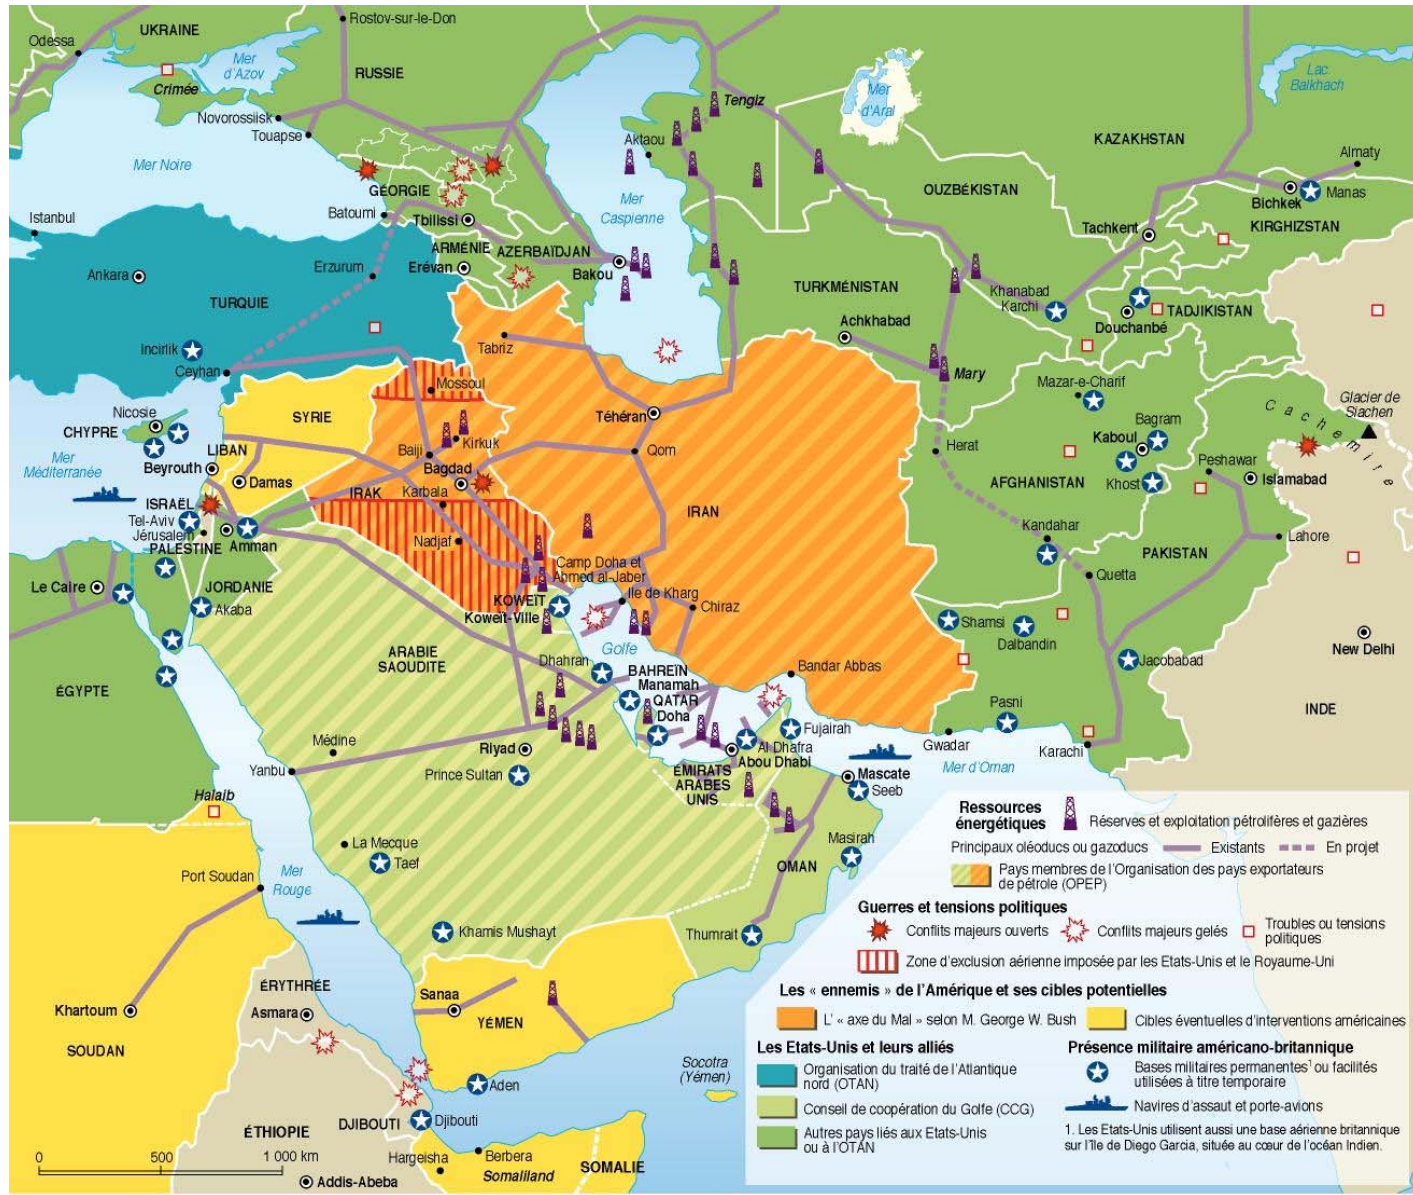 Rostov-sur-le-Don
UKRAINE
Odessa
Mer
d'Azov
RUSSIE
Crimée
Lac
Balkhach
Mer
d'Aral
Tengiz
Novorossiisk
Touapse
Aktaou
KAZAKHSTAN
Almaty
Mer Noire
GÉORGIE
Mer
Caspienne
OUZBÉKISTAN
Bichkek
Manas
Istanbul
Batoumi
Tbilissi
Tachkent
KIRGHIZSTAN
ARMÉNIE
AZERBAÏDJAN
Ankara
Erzurum
Erévan
Bakou
TURQUIE
TURKMÉNISTAN
Khanabad
Karchi
TADJIKISTAN
Douchanbé
Achkhabad
Incirlik
Ceyhan
Tabriz
Mary
Mossoul
Mazar-e-Charif
Glacier de
Siachen
Cachemire
Nicosie
SYRIE
Téhéran
Bagram
CHYPRE
Kirkuk
Kaboul
Mer
Méditerranée
LIBAN
Beyrouth
Baiji
Bagdad
Qom
Herat
Peshawar
Damas
IRAK
Karbala
AFGHANISTAN
Khost
Islamabad
ISRAËL
Tel-Aviv
Jérusalem
IRAN
Kandahar
Lahore
PALESTINE
Amman
Nadjaf
PAKISTAN
Camp Doha et
Ahmed al-Jaber
Quetta
Le Caire
JORDANIE
KOWEÏT
Koweït-Ville
Ile de Kharg
Chiraz
Akaba
Shamsi
Dalbandin
New Delhi
ARABIE
SAOUDITE
Golfe
Dhahran
BAHREÏN
Manamah
Bandar Abbas
Jacobabad
ÉGYPTE
QATAR
Doha
Pasni
INDE
Fujairah
Médine
Riyad
Al Dhafra
Abou Dhabi
Gwadar
Karachi
Yanbu
Prince Sultan
ÉMIRATS
ARABES
UNIS
Mascate
Seeb
Mer d'Oman
Halaib
La Mecque
Taef
Masirah
OMAN
Port Soudan
Mer
Rouge
Khamis Mushayt
Thumrait
ÉRYTHRÉE
Asmara
Sanaa
YÉMEN
Khartoum
SOUDAN
Socotra
(Yémen)
Aden
DJIBOUTI
Djibouti
ÉTHIOPIE
Hargeisha
Berbera
Somaliland
SOMALIE
Addis-Abeba
0 500 1 000 km
Ressources
énergétiques
Réserves et exploitation pétrolifères et gazières
Principaux oléoducs ou gazoducs Existants En projet
Pays membres de l'Organisation des pays exportateurs
de pétrole (OPEP)
Guerres et tensions politiques
Conflits majeurs ouverts
Conflits majeurs gelés
Troubles ou tensions
politiques
Zone d'exclusion aérienne imposée par les Etats-Unis et le Royaume-Uni
Les « ennemis » de l'Amérique et ses cibles potentielles
L' « axe du Mal » selon M. George W. Bush
Cibles éventuelles d'interventions américaines
Les Etats-Unis et leurs alliés
Organisation du traité de l'Atlantique
nord (OTAN)
Conseil de coopération du Golfe (CCG)
Autres pays liés aux Etats-Unis
ou à l'OTAN
Présence militaire américano-britannique
Bases militaires permanentes¹ ou facilités
utilisées à titre temporaire
Navires d'assaut et porte-avions
1. Les Etats-Unis utilisent aussi une base aérienne britannique
sur l'île de Diego Garcia, située au cœur de l'océan Indien.